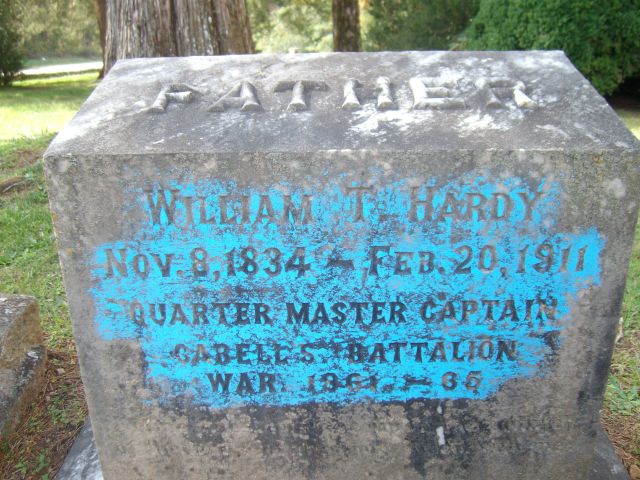 FATHER
WILLIAM T. HARDY
NOV. 8, 1834 – FEB. 20, 1911
QUARTER MASTER CAPTAIN
CABELL'S BATTALION
WAR. 1861 – 65